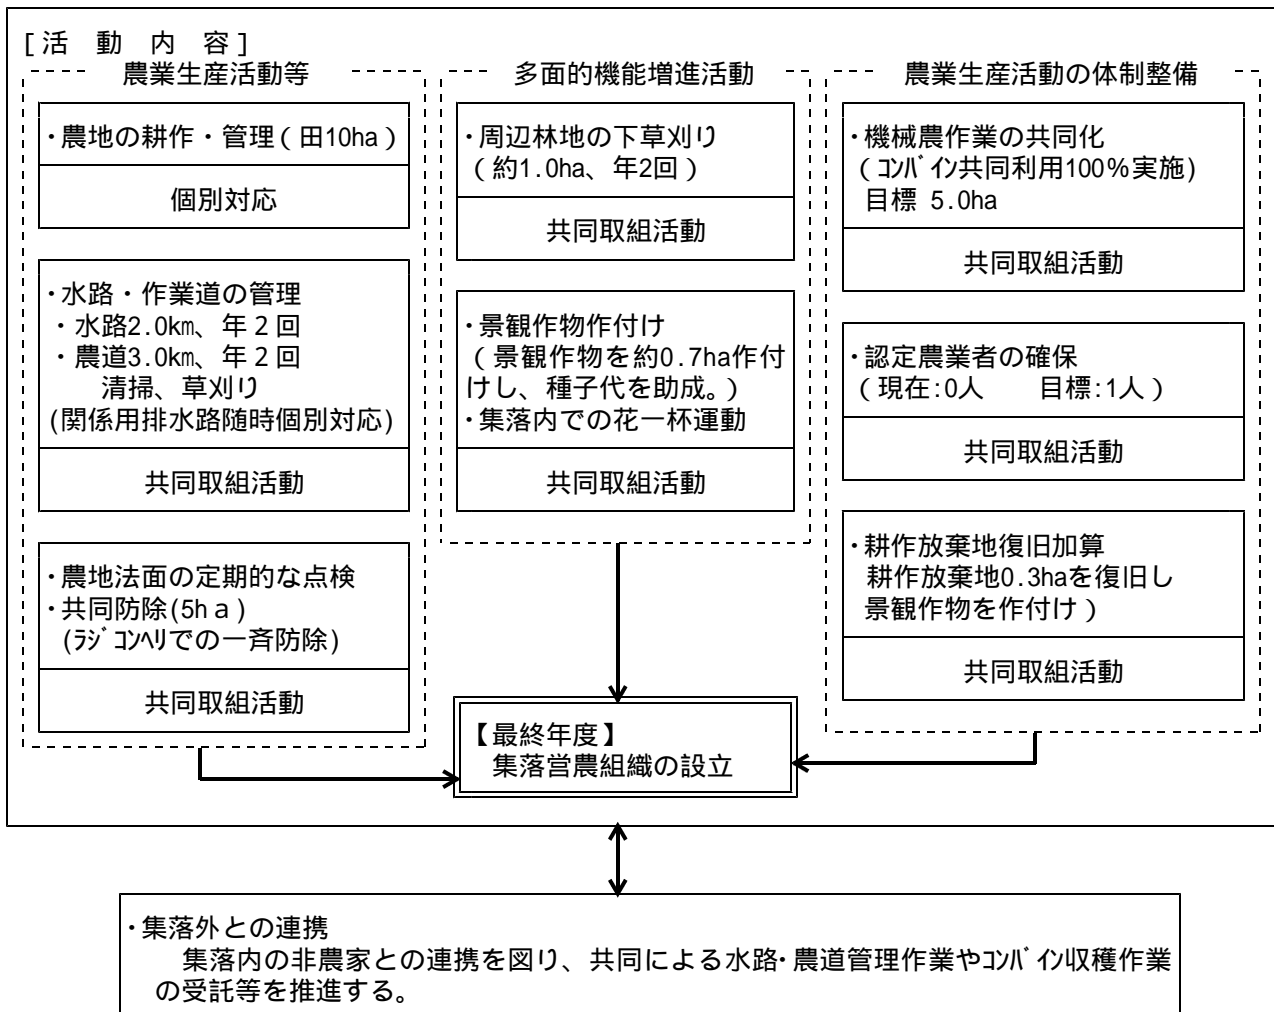 [活 動 内 容]
農業生産活動等
・農地の耕作・管理(田10ha)
個別対応
・水路・作業道の管理
・水路2.0km、年2回
・農道3.0km、年2回
清掃、草刈り
(関係用排水路随時個別対応)
共同取組活動
・農地法面の定期的な点検
・共同防除(5ha)
(ラジコンヘリでの一斉防除)
共同取組活動
多面的機能増進活動
・周辺林地の下草刈り
(約1.0ha、年2回)
共同取組活動
・景観作物作付け
(景観作物を約0.7ha作付
けし、種子代を助成。)
・集落内での花一杯運動
共同取組活動
農業生産活動の体制整備
・機械農作業の共同化
(コンバイン共同利用100%実施)
目標 5.0ha
共同取組活動
・認定農業者の確保
(現在:0人 目標:1人)
共同取組活動
・耕作放棄地復旧加算
耕作放棄地0.3haを復旧し
景観作物を作付け)
共同取組活動
【最終年度】
集落営農組織の設立
・集落外との連携
集落内の非農家との連携を図り、共同による水路・農道管理作業やコンバイン収穫作業
の受託等を推進する。